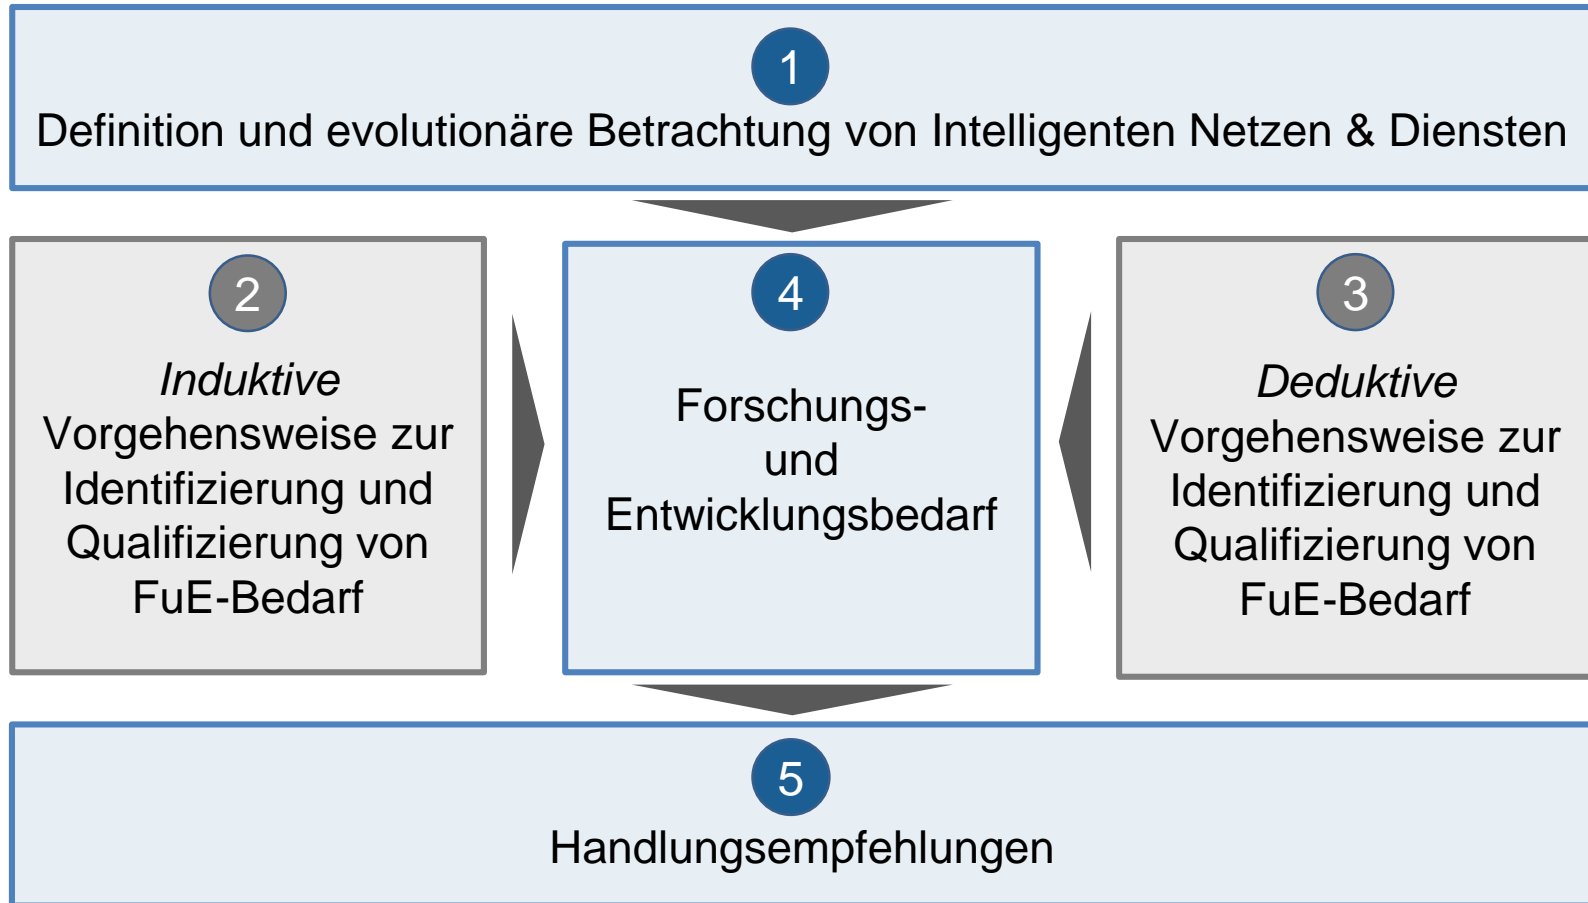 1
Definition und evolutionäre Betrachtung von Intelligenten Netzen & Diensten
2
Induktive
Vorgehensweise zur
Identifizierung und
Qualifizierung von
FuE-Bedarf
4
Forschungs-
und
Entwicklungsbedarf
3
Deduktive
Vorgehensweise zur
Identifizierung und
Qualifizierung von
FuE-Bedarf
5
Handlungsempfehlungen